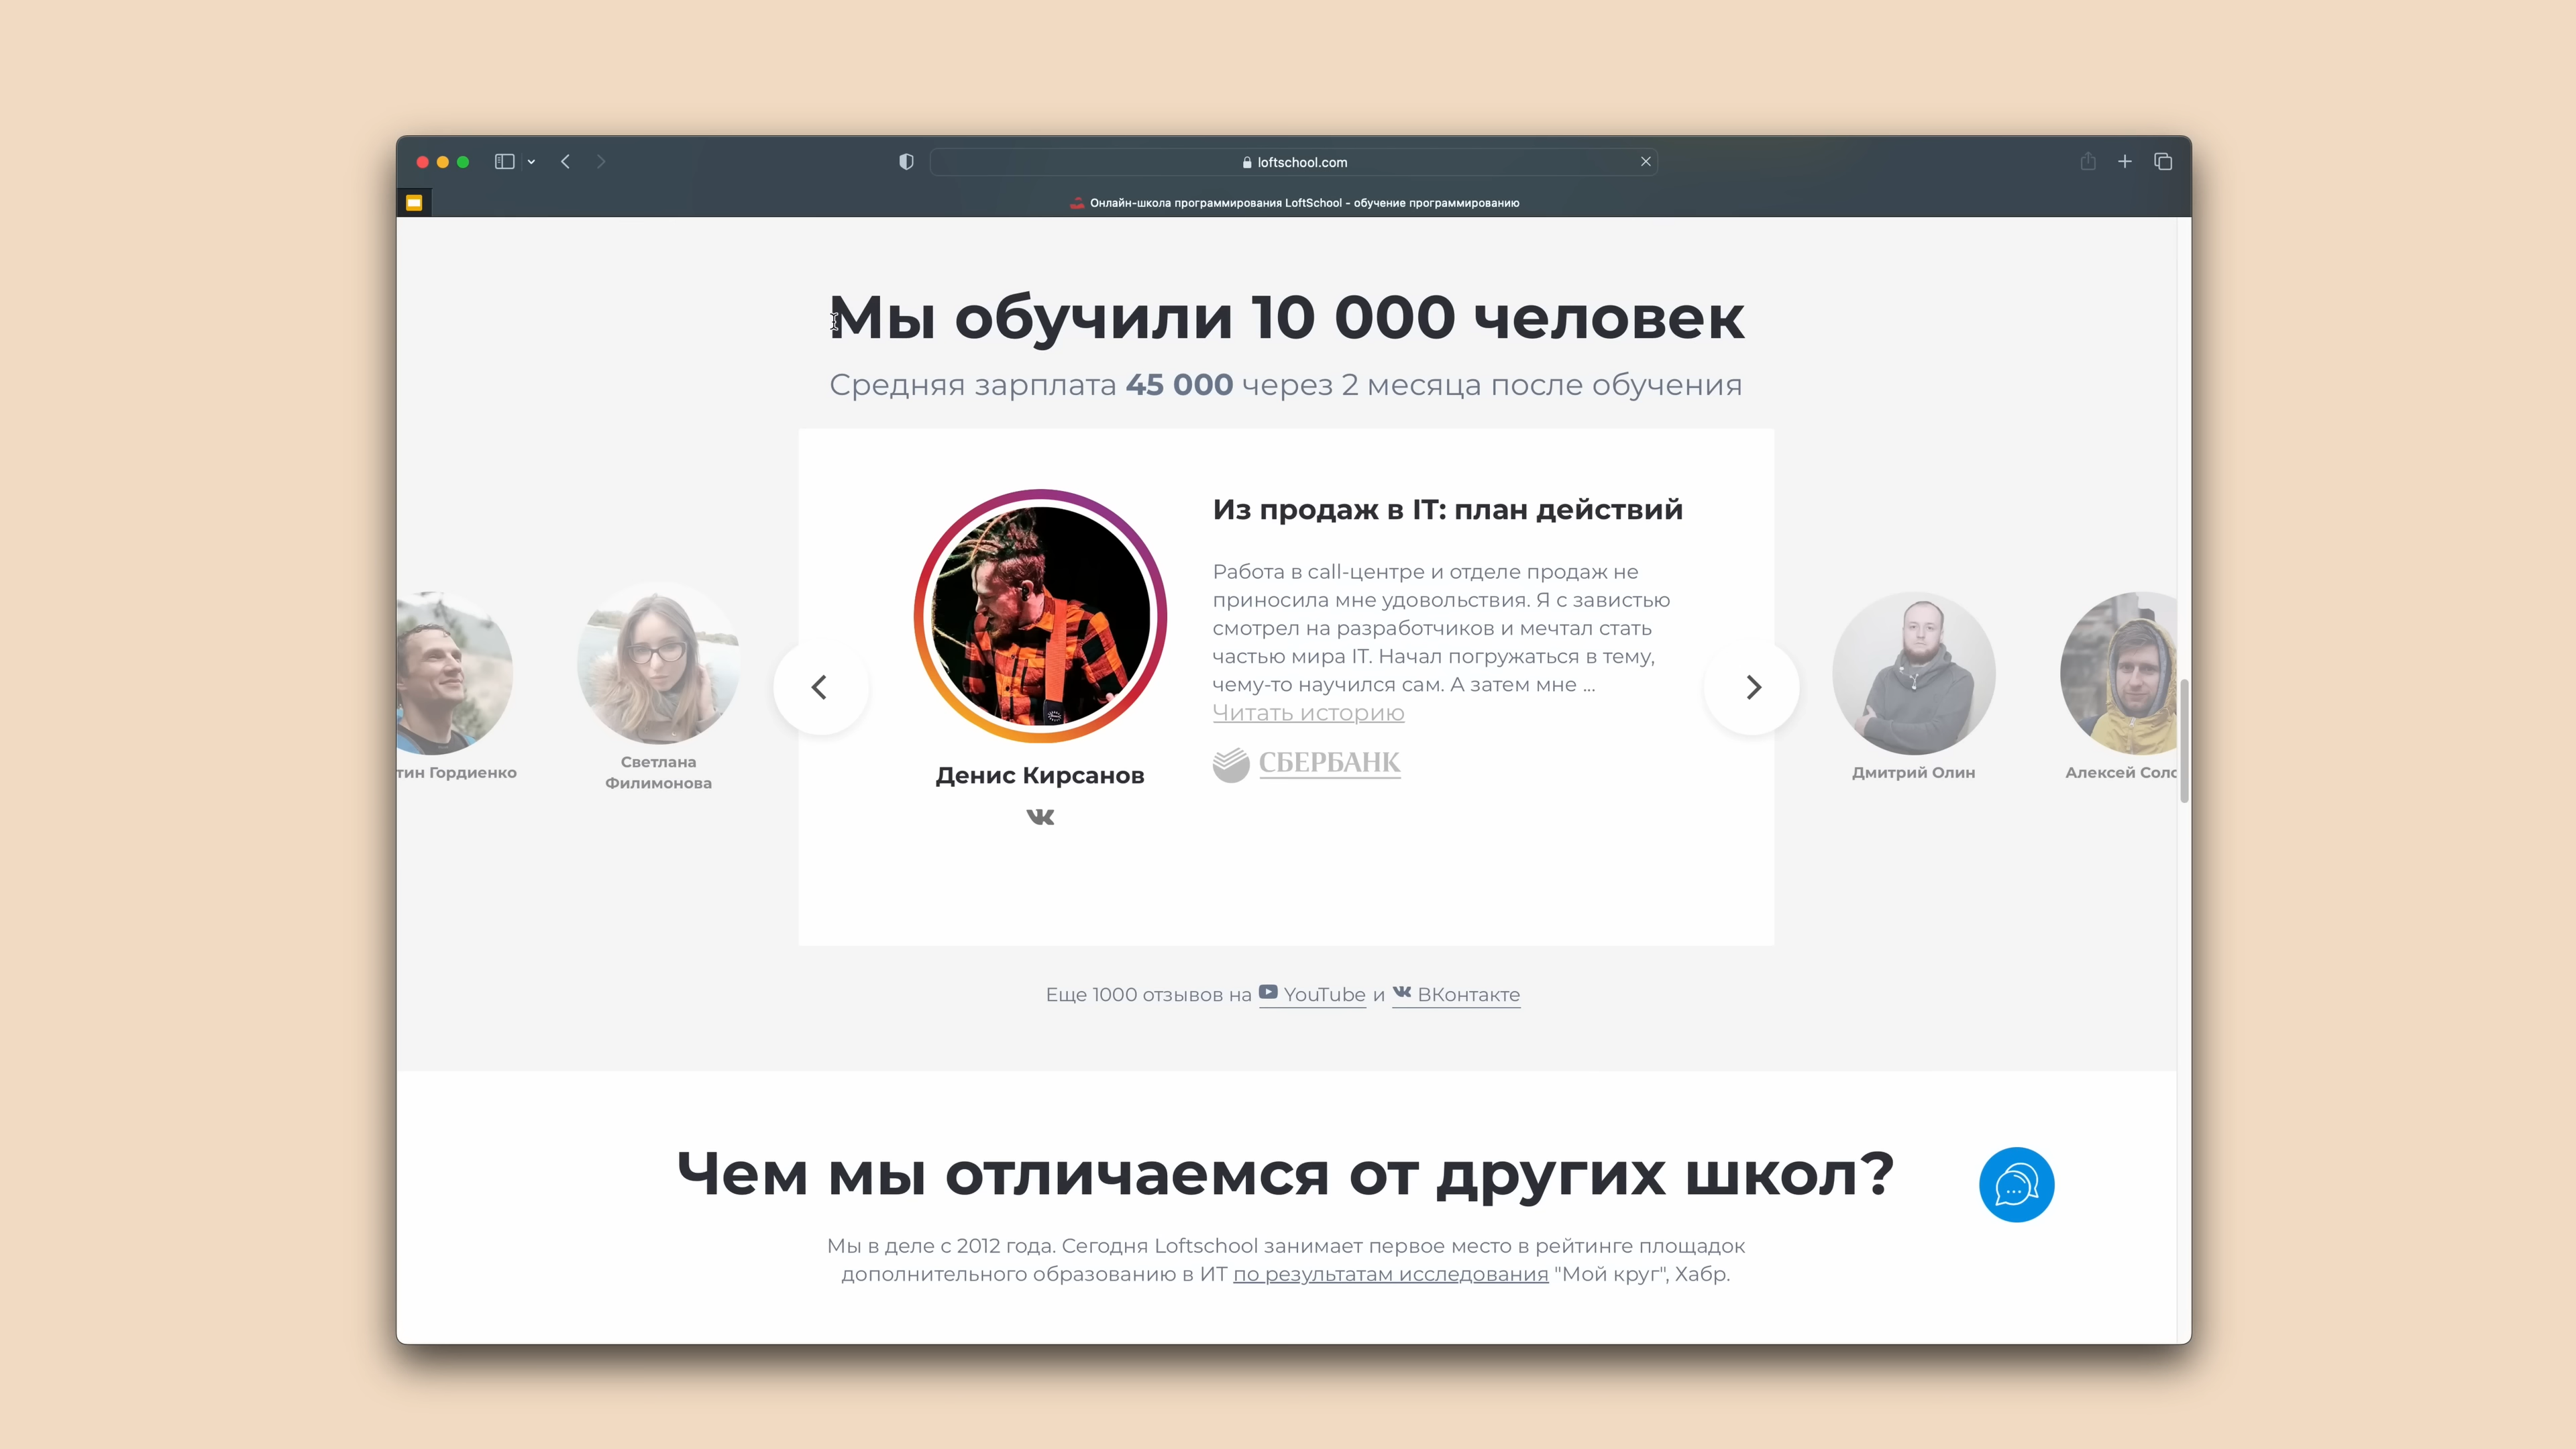 loftschool.com
Онлайн-школа программирования LoftSchool - обучение программированию
Мы обучили 10 000 человек
Средняя зарплата 45 000 через 2 месяца после обучения
Из продаж в IT: план действий
Работа в call-центре и отделе продаж не
приносила мне удовольствия. Я с завистью
смотрел на разработчиков и мечтал стать
частью мира IT. Начал погружаться в тему,
чему-то научился сам. А затем мне ...
Читать историю
СБЕРБАНК
тин Гордиенко
Светлана
Филимонова
Денис Кирсанов
Дмитрий Олин
Алексей Соло
Еще 1000 отзывов на YouTube и ВКонтакте
Чем мы отличаемся от других школ?
Мы в деле с 2012 года. Сегодня Loftschool занимает первое место в рейтинге площадок
дополнительного образованию в ИТ по результатам исследования "Мой круг", Хабр.